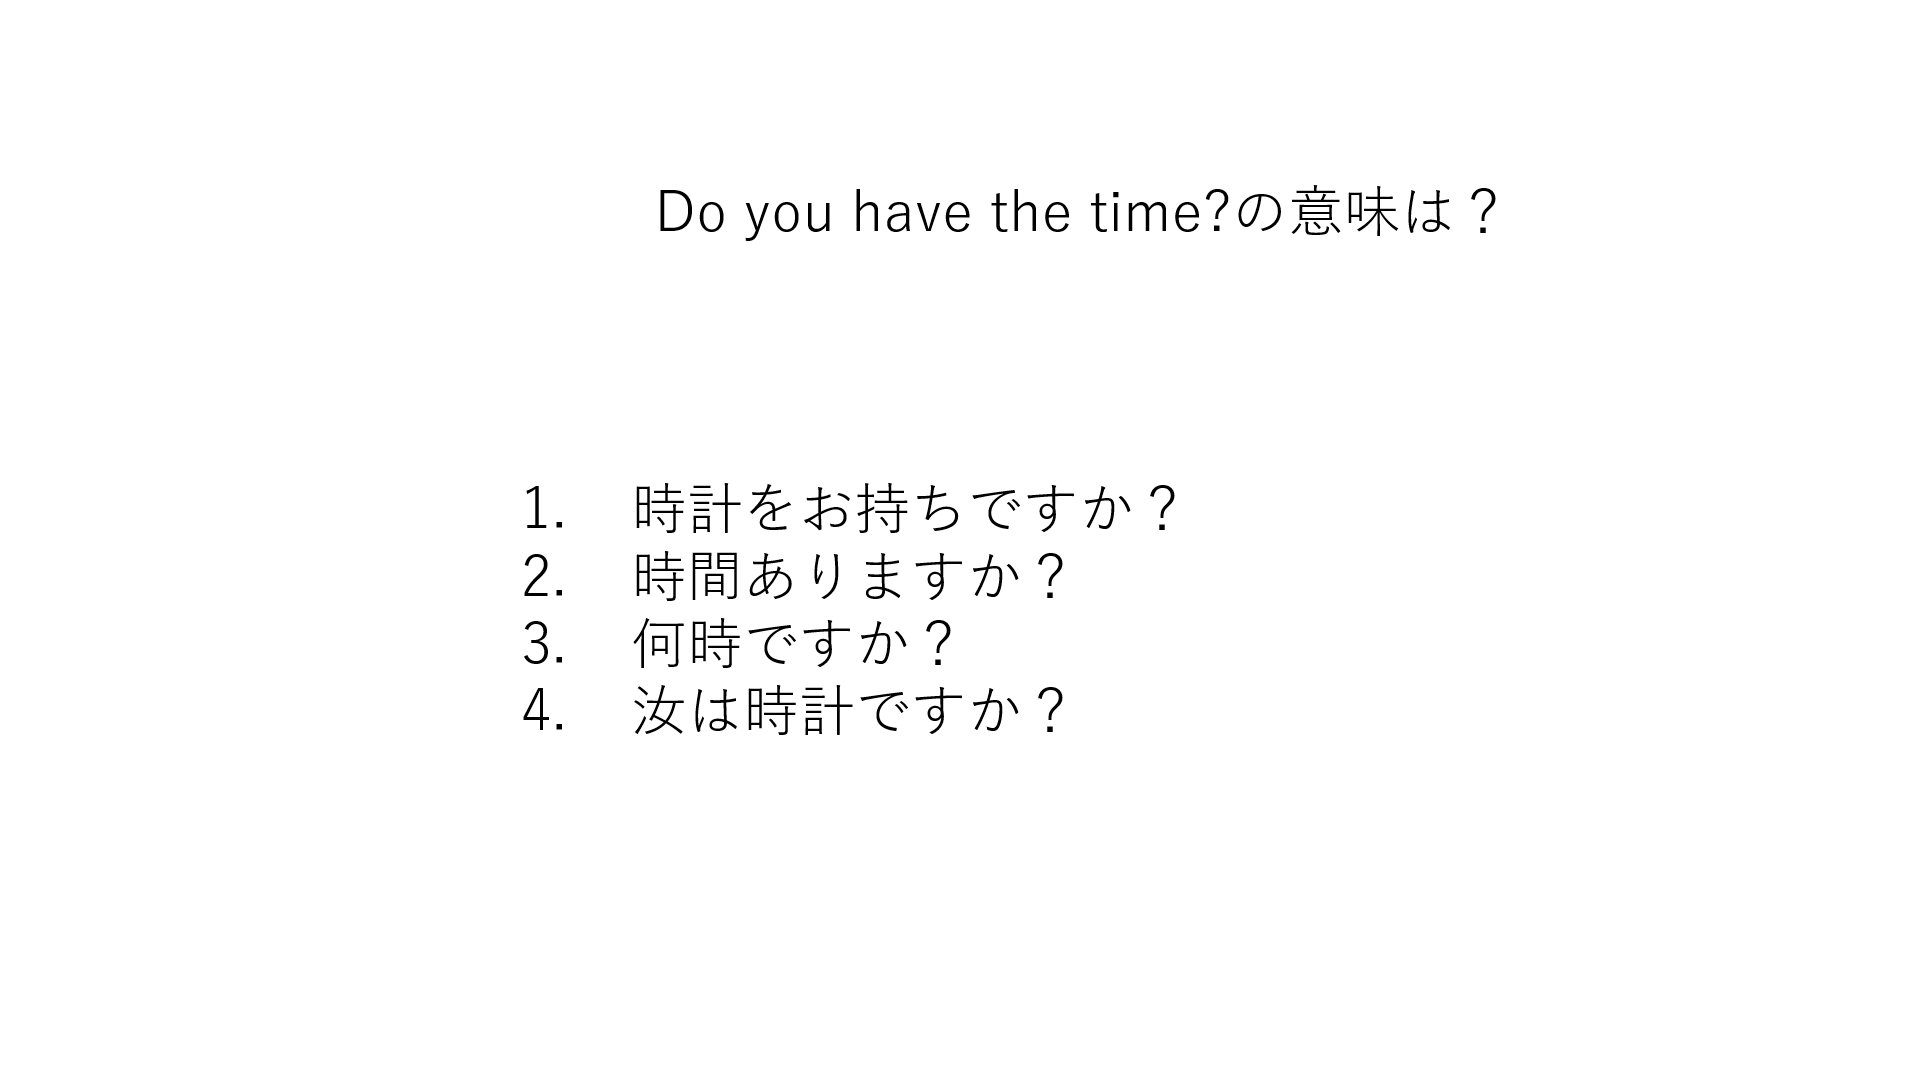 Do you have the time?の意味は？
1. 時計をお持ちですか？
2. 時間ありますか？
3. 何時ですか？
4. 汝は時計ですか？